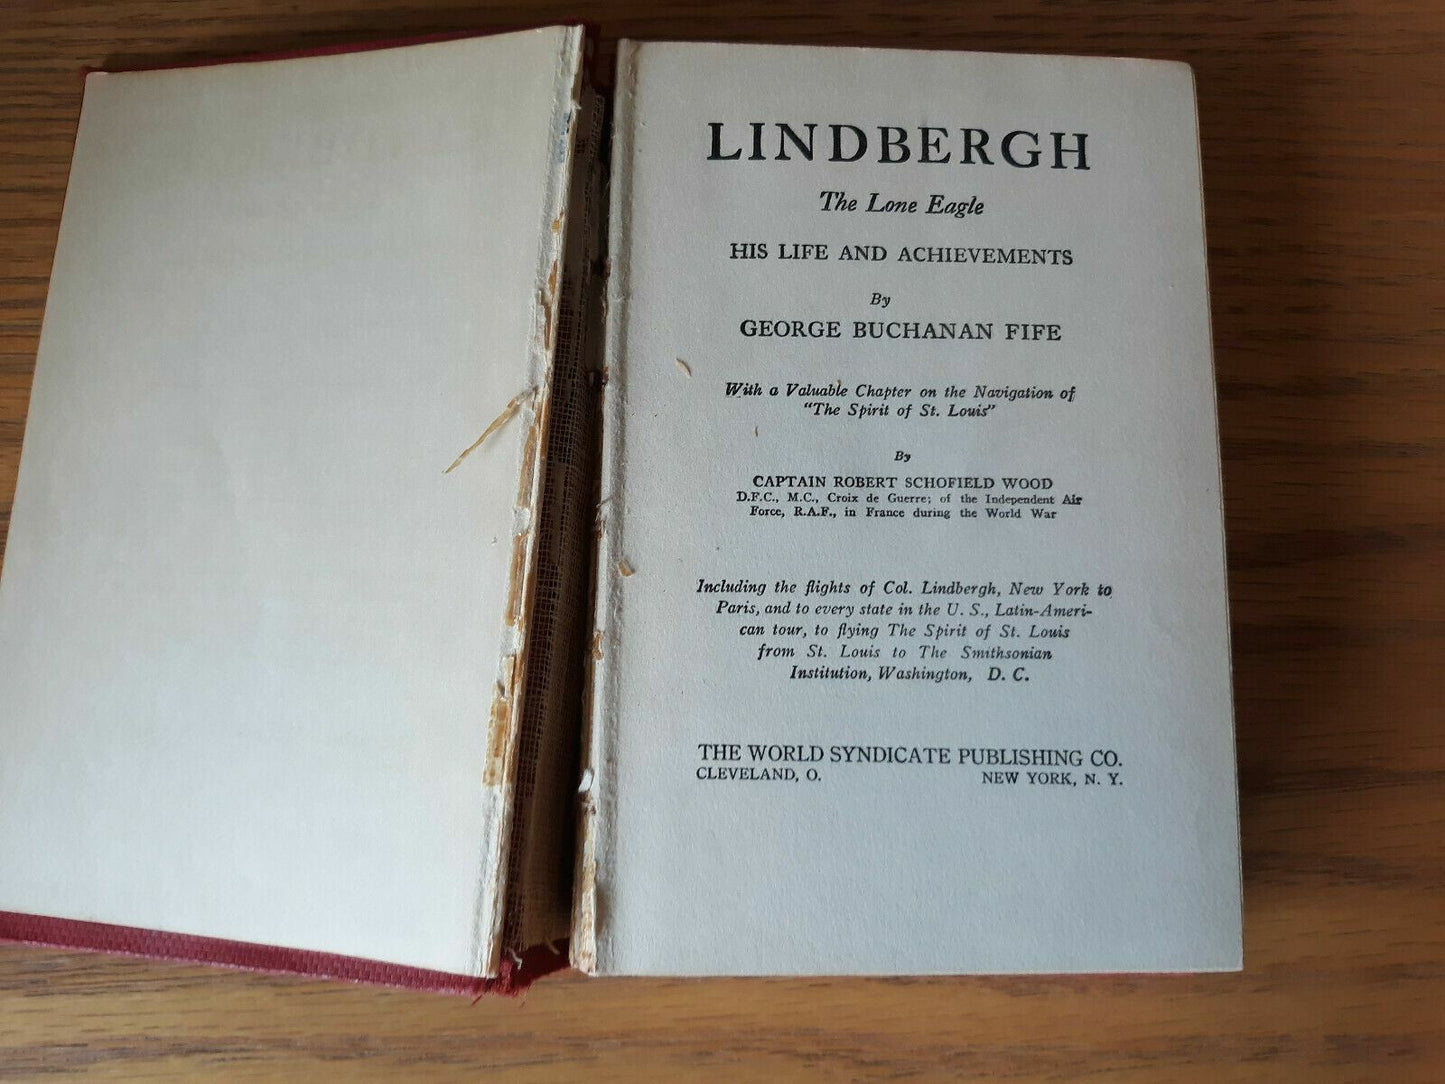 LINDBERGH
The Lone Eagle
HIS LIFE AND ACHIEVEMENTS
By
GEORGE BUCHANAN FIFE
With a Valuable Chapter on the Navigation of
"The Spirit of St. Louis"
By
CAPTAIN ROBERT SCHOFIELD WOOD
D.F.C., M.C., Croix de Guerre; of the Independent Air
Force, R.A.F., in France during the World War
Including the flights of Col. Lindbergh, New York to
Paris, and to every state in the U. S., Latin-Ameri-
can tour, to flying The Spirit of St. Louis
from St. Louis to The Smithsonian
Institution, Washington, D. C.
THE WORLD SYNDICATE PUBLISHING CO.
CLEVELAND, O. NEW YORK, N. Y.